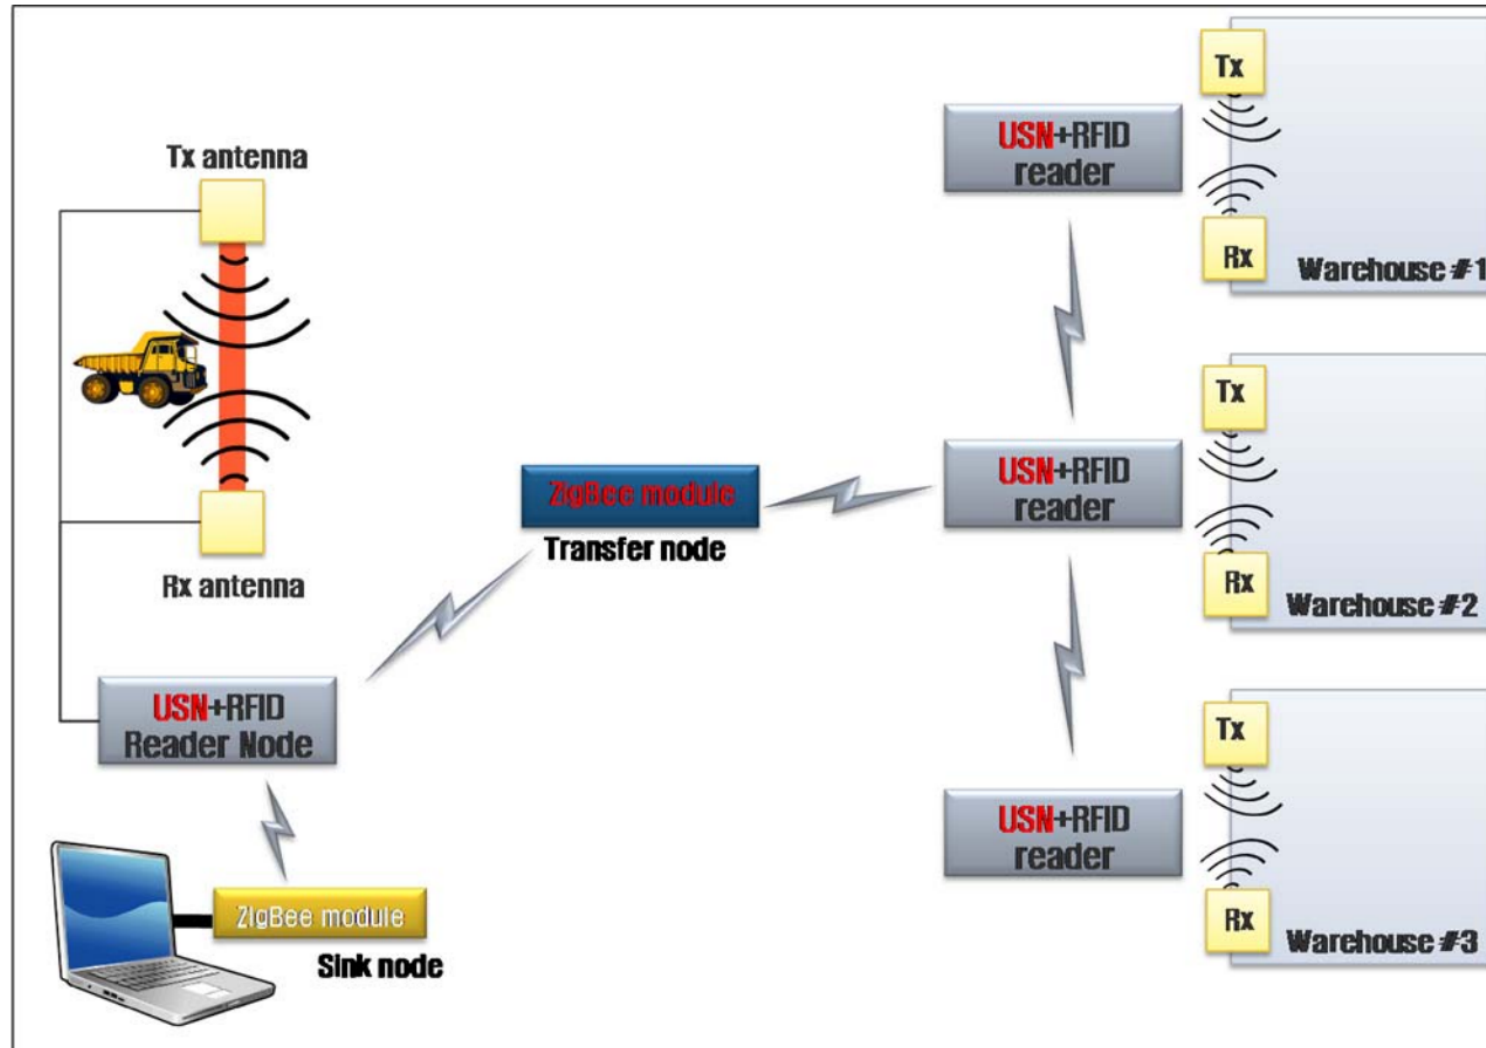 Tx antenna
Rx antenna
USN+RFID
Reader Node
ZigBee module
Sink node
ZigBee module
Transfer node
USN+RFID
reader
Tx
Rx
Warehouse #1
USN+RFID
reader
Tx
Rx
Warehouse #2
USN+RFID
reader
Tx
Rx
Warehouse #3